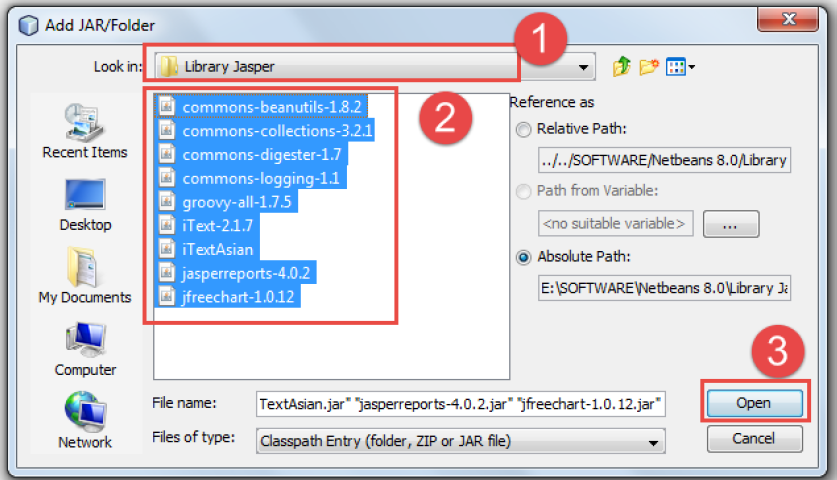 Add JAR/Folder
x
1
Look in:
Library Jasper
2
commons-beanutils-1.8.2
commons-collections-3.2.1
commons-digester-1.7
commons-logging-1.1
groovy-all-1.7.5
iText-2.1.7
iTextAsian
jasperreports-4.0.2
jfreechart-1.0.12
Recent Items
Desktop
My Documents
Computer
Network
Reference as
Relative Path:
../../SOFTWARE/Netbeans 8.0/Library
Path from Variable:
<no suitable variable>
...
Absolute Path:
E:\SOFTWARE\Netbeans 8.0\Library Ja
3
File name:
TextAsian.jar" "jasperreports-4.0.2.jar" "jfreechart-1.0.12.jar"
Open
Files of type:
Classpath Entry (folder, ZIP or JAR file)
Cancel